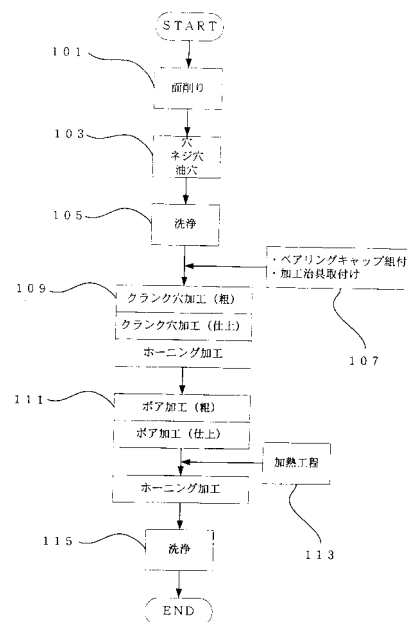 START
101
面削り
103
穴
ネジ穴
油穴
105
洗浄
・ベアリングキャップ組付
・加工治具取付け
107
109
クランク穴加工（粗）
クランク穴加工（仕上）
ホーニング加工
111
ボア加工（粗）
ボア加工（仕上）
加熱工程
113
ホーニング加工
115
洗浄
END